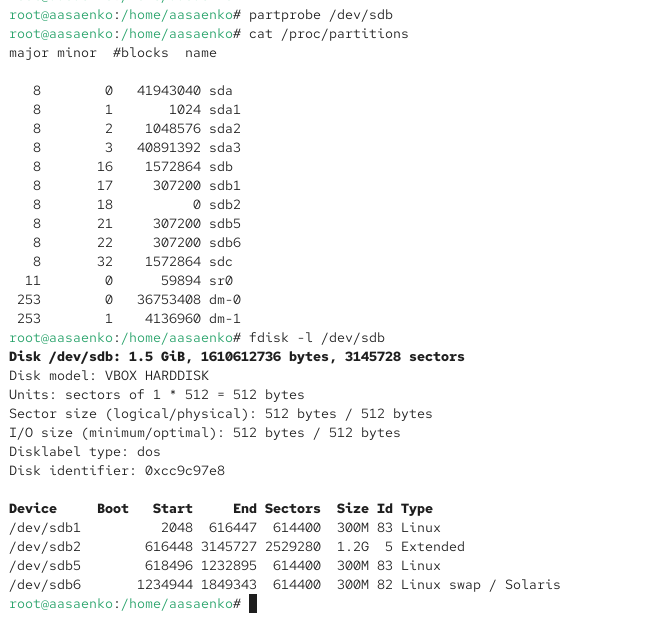 root@aasaenko:/home/aasaenko# partprobe /dev/sdb
root@aasaenko:/home/aasaenko# cat /proc/partitions
major minor  #blocks  name

   8        0   41943040 sda
   8        1       1024 sda1
   8        2    1048576 sda2
   8        3   40891392 sda3
   8       16    1572864 sdb
   8       17     307200 sdb1
   8       18          0 sdb2
   8       21     307200 sdb5
   8       22     307200 sdb6
   8       32    1572864 sdc
  11        0      59894 sr0
 253        0   36753408 dm-0
 253        1    4136960 dm-1
root@aasaenko:/home/aasaenko# fdisk -l /dev/sdb
Disk /dev/sdb: 1.5 GiB, 1610612736 bytes, 3145728 sectors
Disk model: VBOX HARDDISK
Units: sectors of 1 * 512 = 512 bytes
Sector size (logical/physical): 512 bytes / 512 bytes
I/O size (minimum/optimal): 512 bytes / 512 bytes
Disklabel type: dos
Disk identifier: 0xcc9c97e8

Device     Boot   Start     End Sectors  Size Id Type
/dev/sdb1          2048  616447  614400  300M 83 Linux
/dev/sdb2        616448 3145727 2529280  1.2G  5 Extended
/dev/sdb5        618496 1232895  614400  300M 83 Linux
/dev/sdb6       1234944 1849343  614400  300M 82 Linux swap / Solaris
root@aasaenko:/home/aasaenko#